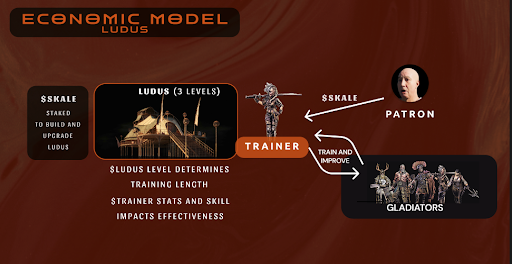 ECONOMIC MODEL
LUDUS
$SKALE
STAKED
TO BUILD AND
UPGRADE
LUDUS
LUDUS (3 LEVELS)
$SKALE
PATRON
TRAINER
TRAIN AND
IMPROVE
GLADIATORS
$LUDUS LEVEL DETERMINES
TRAINING LENGTH
$TRAINER STATS AND SKILL
IMPACTS EFFECTIVENESS